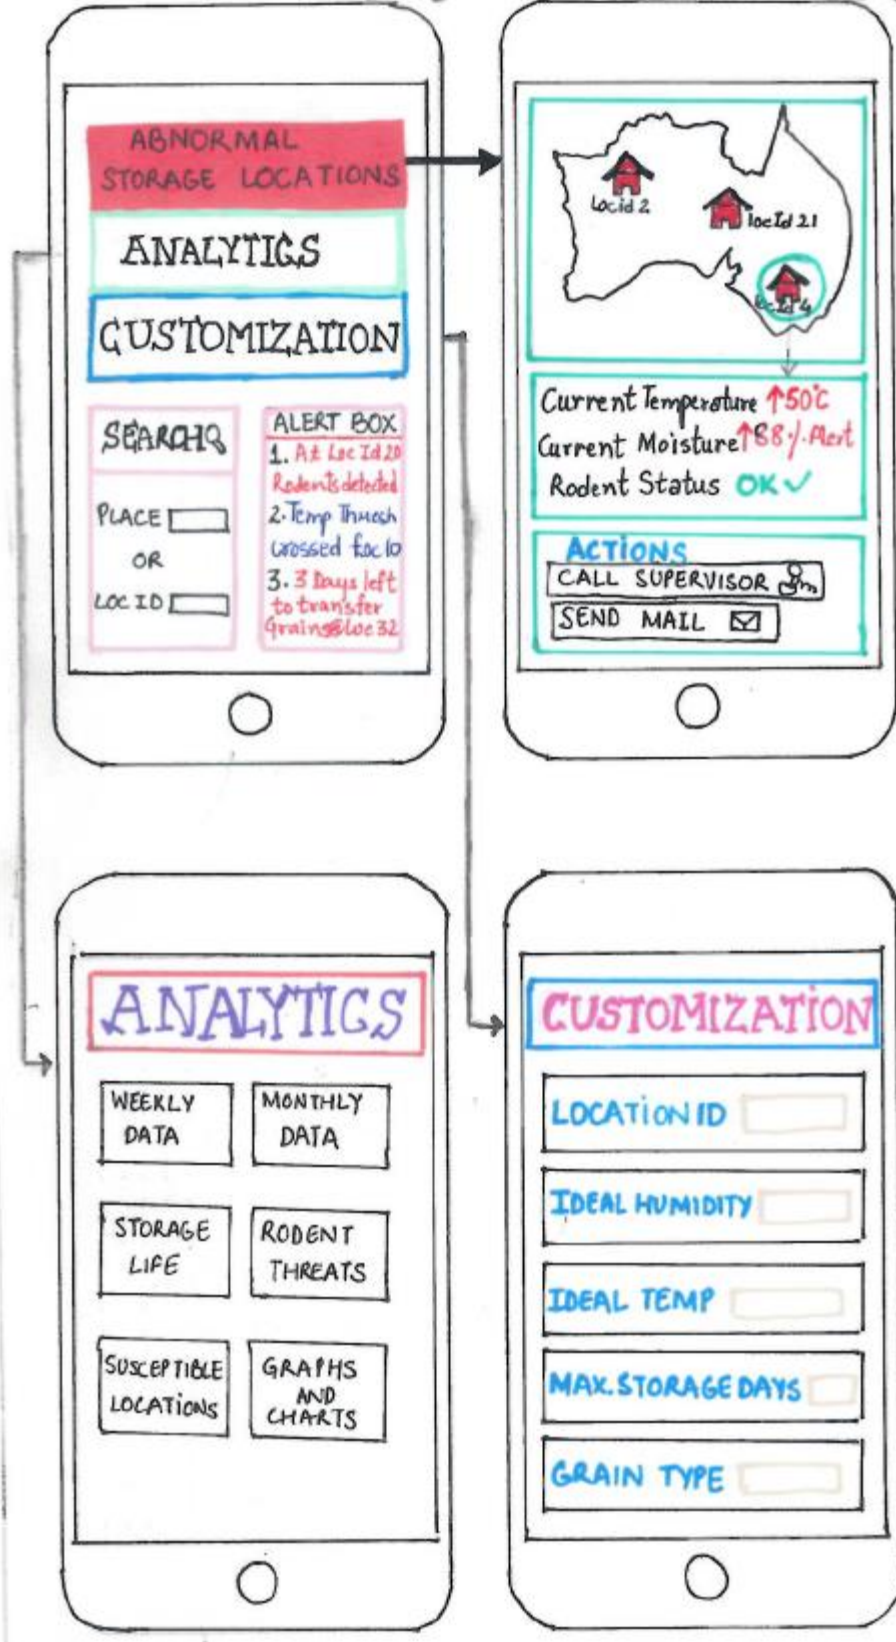 ABNORMAL
STORAGE LOCATIONS
ANALYTICS
CUSTOMIZATION
SEARCH
PLACE
OR
LOC ID
ALERT BOX
1. At Loc Id 20
Rodents detected
2. Temp Thresh
crossed Loc 10
3. 3 Days left
to transfer
Grains Loc 32
Locid 2
locId 21
locId 4
Current Temperature ↑50°C
Current Moisture ↑88% Alert
Rodent Status OK ✓
ACTIONS
CALL SUPERVISOR
SEND MAIL
ANALYTICS
WEEKLY
DATA
MONTHLY
DATA
STORAGE
LIFE
RODENT
THREATS
SUSCEPTIBLE
LOCATIONS
GRAPHS
AND
CHARTS
CUSTOMIZATION
LOCATION ID
IDEAL HUMIDITY
IDEAL TEMP
MAX. STORAGE DAYS
GRAIN TYPE